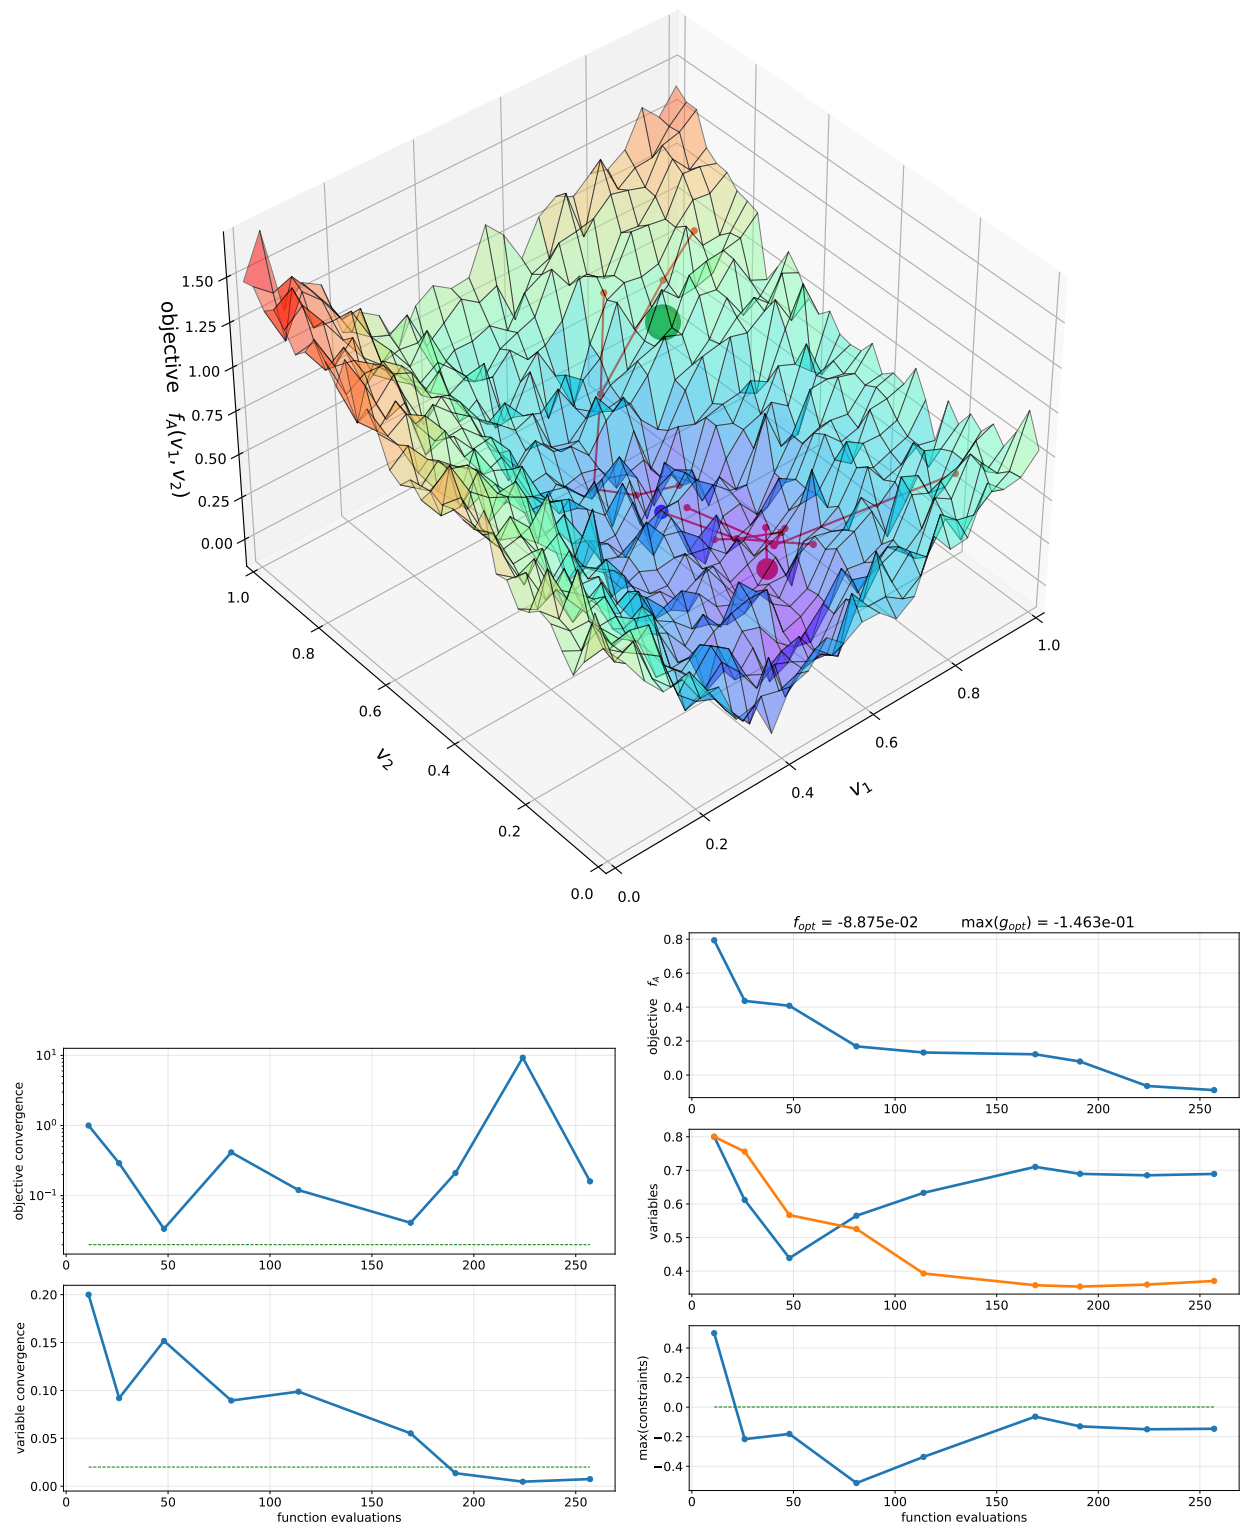 1.50
1.25
1.00
0.75
0.50
0.25
0.00
objective f_A(v_1, v_2)
1.0
0.8
0.6
0.4
0.2
0.0
v_2
0.0
0.2
0.4
0.6
0.8
1.0
v_1
f_opt = -8.875e-02 max(g_opt) = -1.463e-01
0.8
0.6
0.4
0.2
0.0
objective f_A
0 50 100 150 200 250
10^1
10^0
10^−1
objective convergence
0 50 100 150 200 250
0.8
0.7
0.6
0.5
0.4
variables
0 50 100 150 200 250
0.20
0.15
0.10
0.05
0.00
variable convergence
0 50 100 150 200 250
function evaluations
0.4
0.2
0.0
−0.2
−0.4
max(constraints)
0 50 100 150 200 250
function evaluations